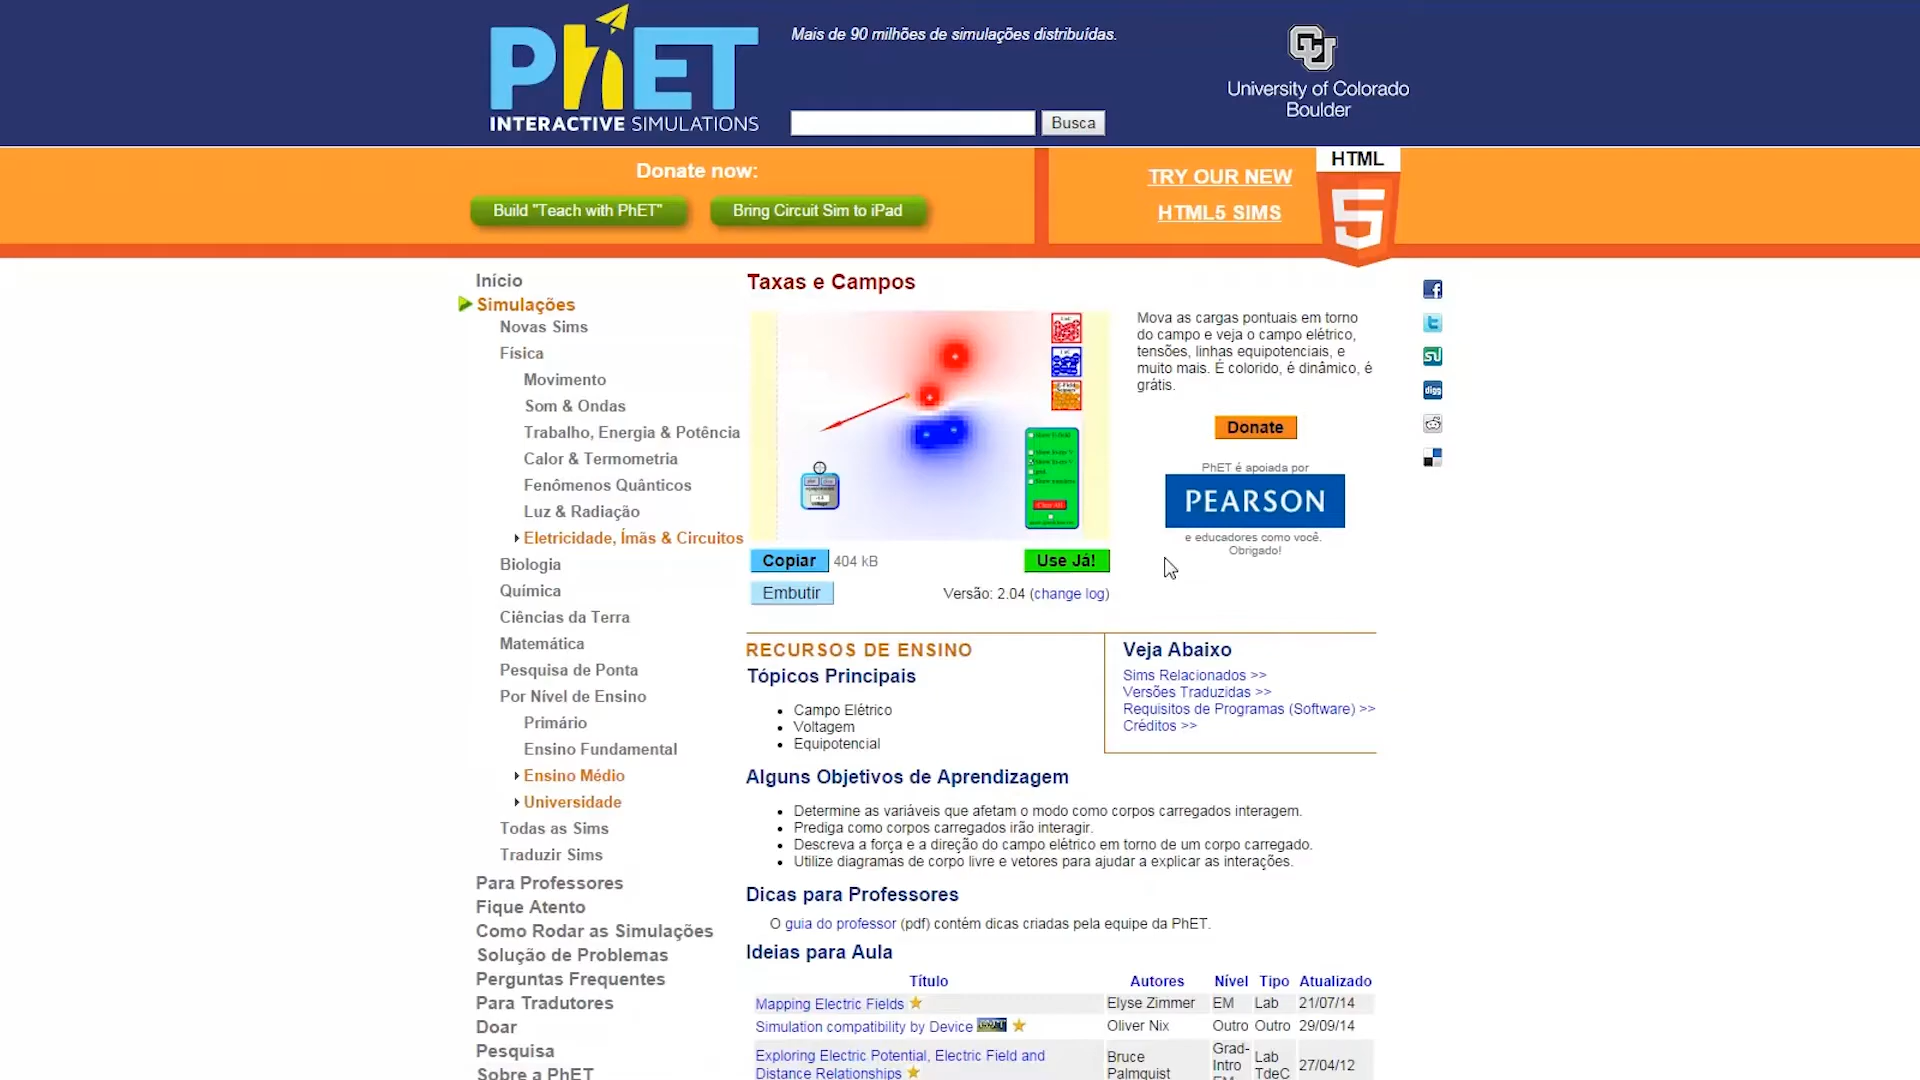 PhET
INTERACTIVE SIMULATIONS
Mais de 90 milhões de simulações distribuídas.
Busca
University of Colorado
Boulder
Donate now:
Build "Teach with PhET"
Bring Circuit Sim to iPad
TRY OUR NEW
HTML5 SIMS
HTML
5
Início
Simulações
Novas Sims
Física
Movimento
Som & Ondas
Trabalho, Energia & Potência
Calor & Termometria
Fenômenos Quânticos
Luz & Radiação
Eletricidade, Ímãs & Circuitos
Biologia
Química
Ciências da Terra
Matemática
Pesquisa de Ponta
Por Nível de Ensino
Primário
Ensino Fundamental
Ensino Médio
Universidade
Todas as Sims
Traduzir Sims
Para Professores
Fique Atento
Como Rodar as Simulações
Solução de Problemas
Perguntas Frequentes
Para Tradutores
Doar
Pesquisa
Sobre a PhET
Taxas e Campos
Copiar 404 kB
Use Já!
Embutir
Versão: 2.04 (change log)
Mova as cargas pontuais em torno
do campo e veja o campo elétrico,
tensões, linhas equipotenciais, e
muito mais. É colorido, é dinâmico, é
grátis.
Donate
PhET é apoiada por
PEARSON
e educadores como você.
Obrigado!
digg
RECURSOS DE ENSINO
Tópicos Principais
Campo Elétrico
Voltagem
Equipotencial
Veja Abaixo
Sims Relacionados >>
Versões Traduzidas >>
Requisitos de Programas (Software) >>
Créditos >>
Alguns Objetivos de Aprendizagem
Determine as variáveis que afetam o modo como corpos carregados interagem.
Prediga como corpos carregados irão interagir.
Descreva a força e a direção do campo elétrico em torno de um corpo carregado.
Utilize diagramas de corpo livre e vetores para ajudar a explicar as interações.
Dicas para Professores
O guia do professor (pdf) contém dicas criadas pela equipe da PhET.
Ideias para Aula
Título Autores Nível Tipo Atualizado
Mapping Electric Fields Elyse Zimmer EM Lab 21/07/14
Simulation compatibility by Device Oliver Nix Outro Outro 29/09/14
Exploring Electric Potential, Electric Field and
Distance Relationships
Bruce
Palmquist
Grad-
Intro
EM
Lab
TdeC
27/04/12